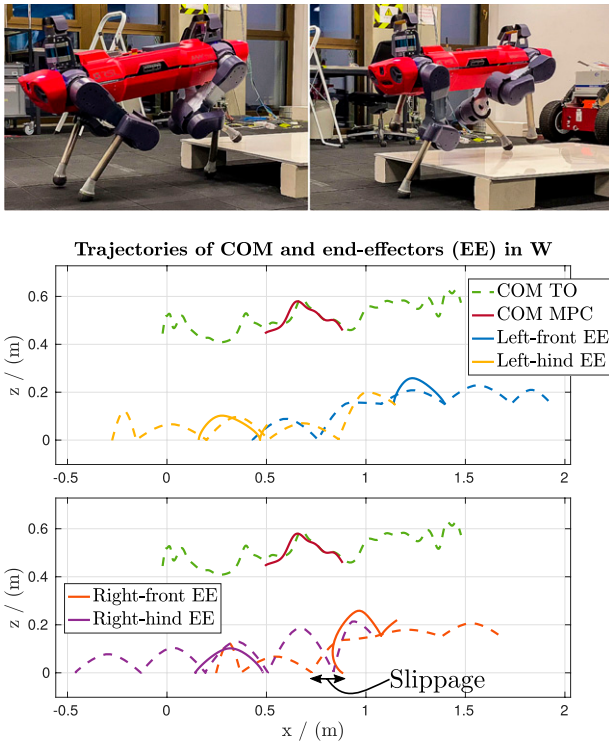 Trajectories of COM and end-effectors (EE) in W
z / (m)
0.6
0.4
0.2
0
-0.5
0
0.5
1
1.5
2
COM TO
COM MPC
Left-front EE
Left-hind EE
z / (m)
0.6
0.4
0.2
0
-0.5
0
0.5
1
1.5
2
Right-front EE
Right-hind EE
Slippage
x / (m)